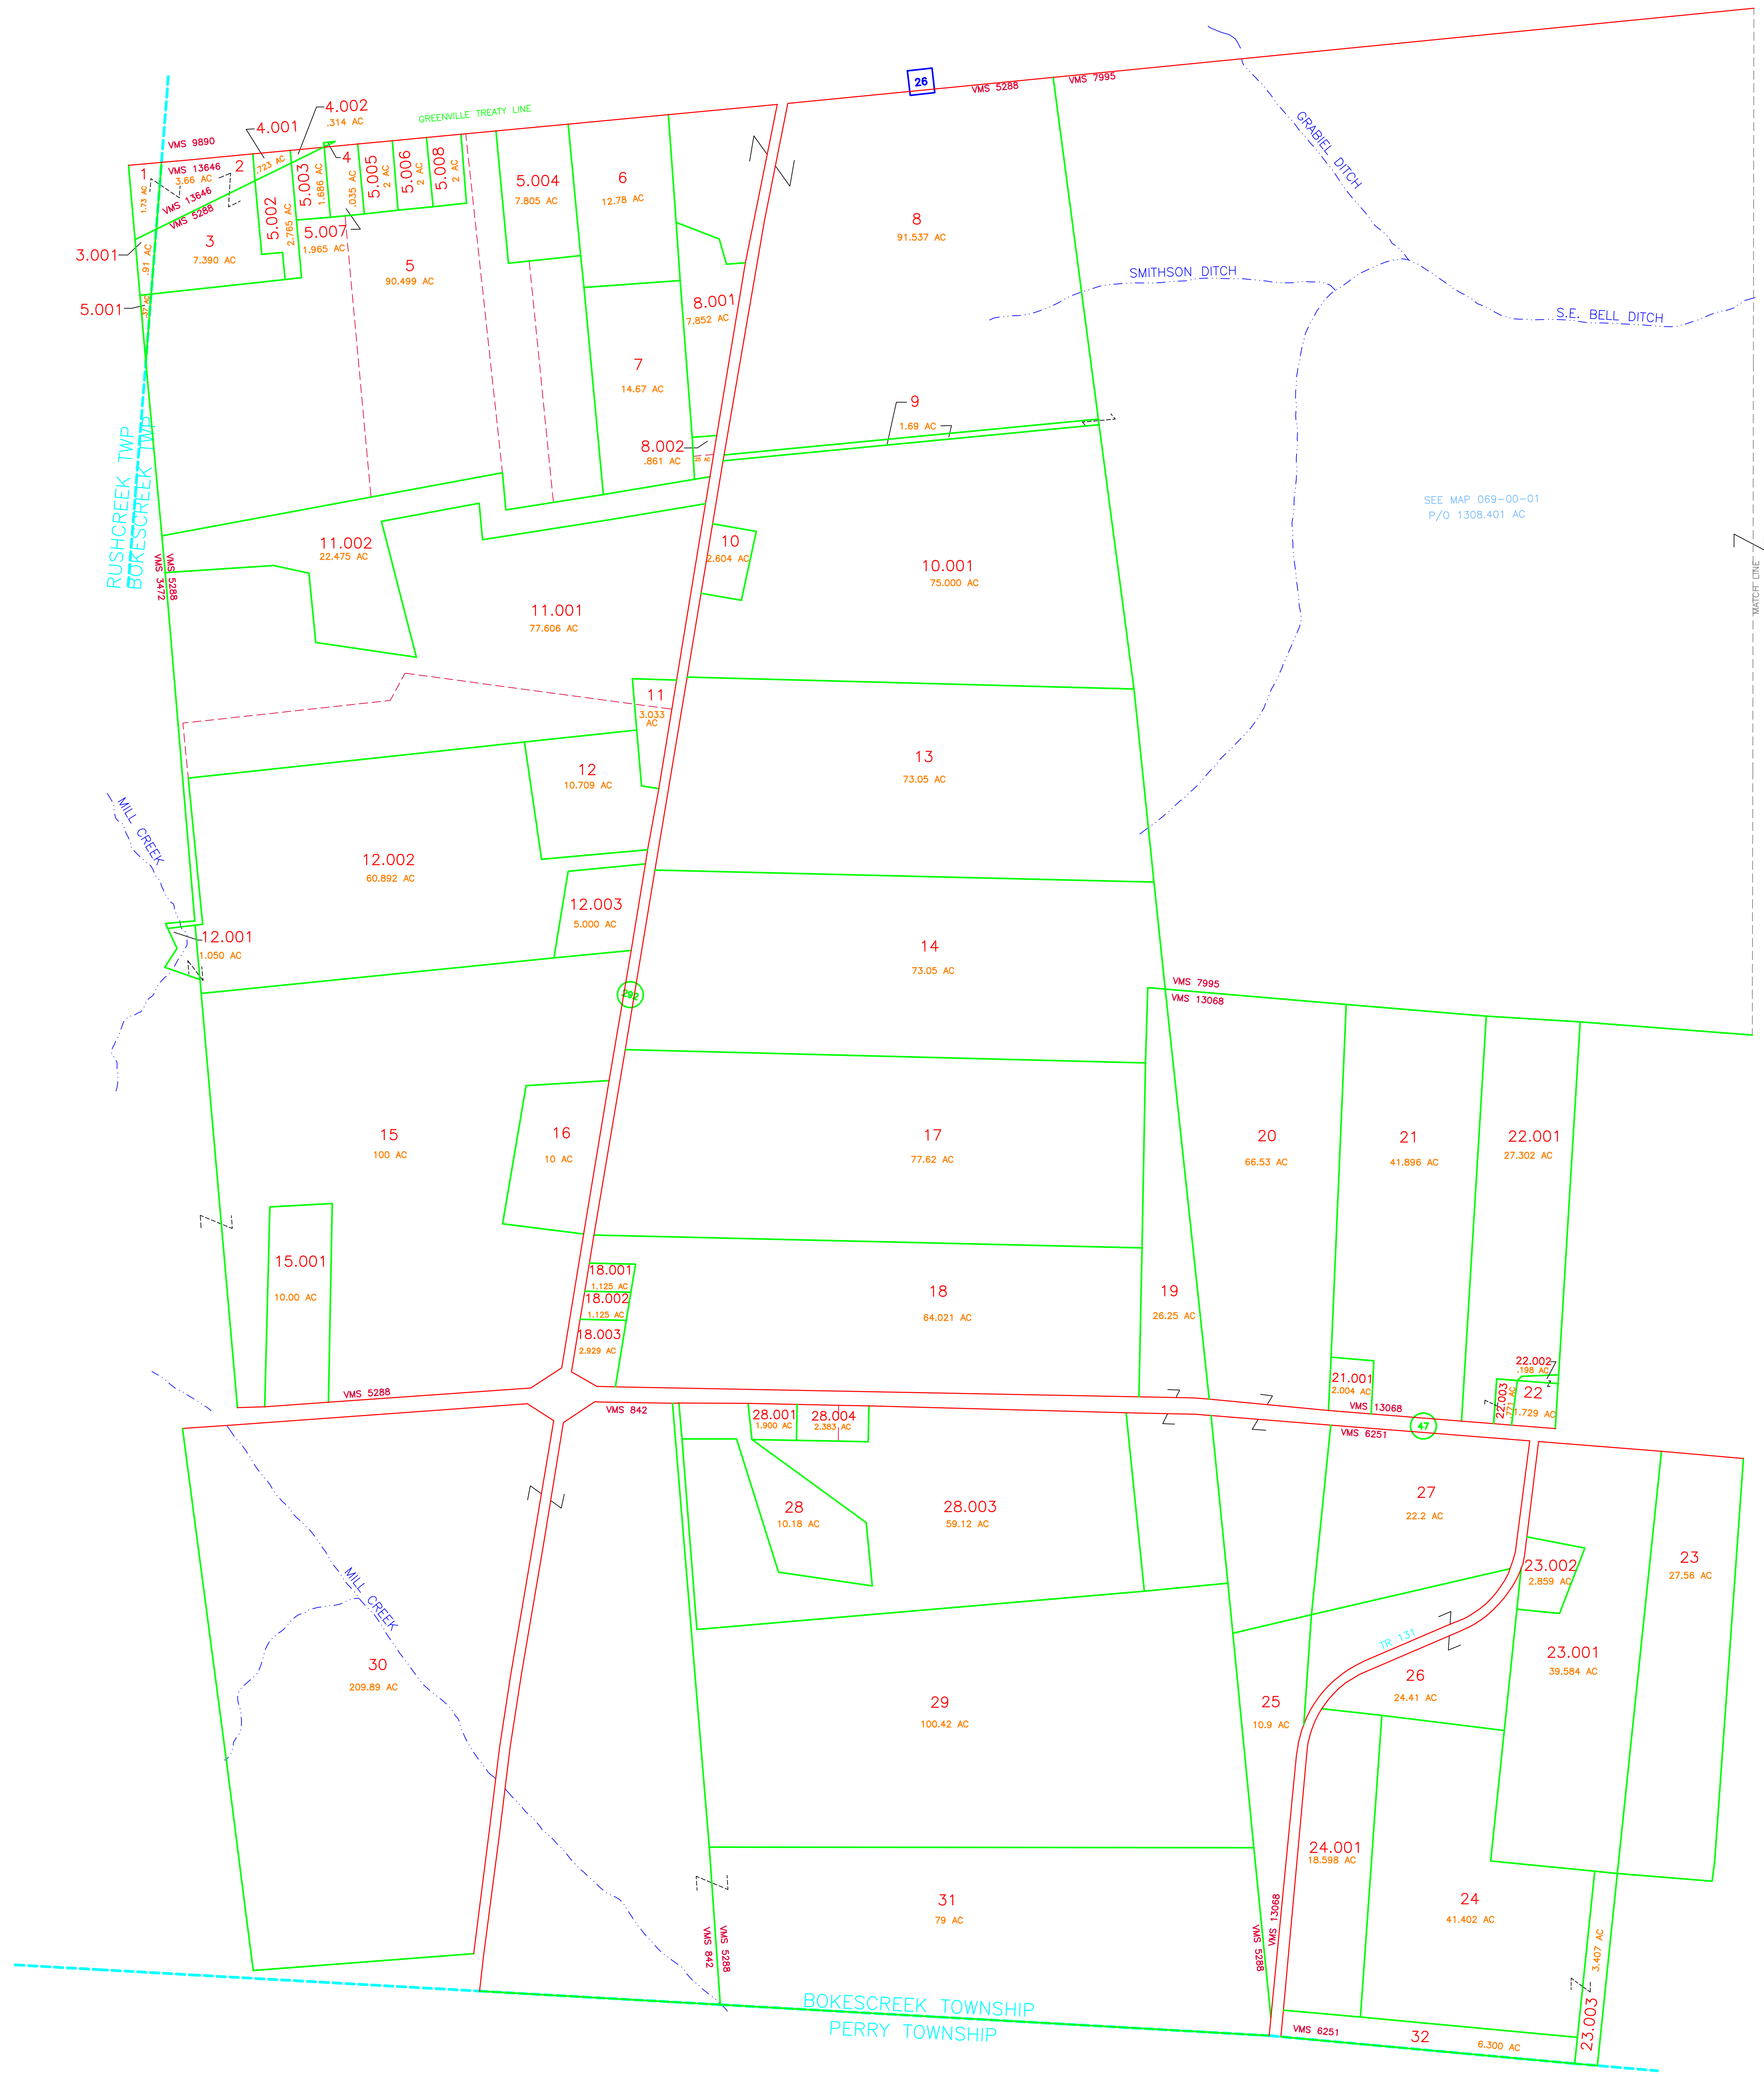 26
VMS 5288
VMS 7995
GRABIEL DITCH
GREENVILLE TREATY LINE
4.002
.314 AC
4.001
.723 AC
VMS 9890
VMS 13646
3.66 AC
1
1.73 AC
2
VMS 13646
VMS 5288
5.003
1.686 AC
4
.035 AC
5.005
2 AC
5.006
2 AC
5.008
2 AC
5.004
7.805 AC
6
12.78 AC
8
91.537 AC
5.002
2.765 AC
5.007
1.965 AC
3
7.390 AC
3.001
.91 AC
5.001
5
90.499 AC
SMITHSON DITCH
S.E. BELL DITCH
8.001
7.852 AC
7
14.67 AC
9
1.69 AC
8.002
.861 AC
RUSHCREEK TWP
BOKESCREEK TWP
SEE MAP 069-00-01
P/O 1308.401 AC
MATCH LINE
11.002
22.475 AC
10
2.604 AC
10.001
75.000 AC
VMS 3472
VMS 5288
11.001
77.606 AC
11
3.033
AC
13
73.05 AC
12
10.709 AC
MILL CREEK
12.002
60.892 AC
12.003
5.000 AC
12.001
1.050 AC
14
73.05 AC
292
VMS 7995
VMS 13068
15
100 AC
16
10 AC
17
77.62 AC
20
66.53 AC
21
41.896 AC
22.001
27.302 AC
15.001
10.00 AC
18.001
1.125 AC
18.002
1.125 AC
18.003
2.929 AC
18
64.021 AC
19
26.25 AC
22.002
.198 AC
21.001
2.004 AC
22.003
.771 AC
22
1.729 AC
VMS 5288
VMS 842
VMS 13068
47
VMS 6251
28.001
1.900 AC
28.004
2.383 AC
28
10.18 AC
28.003
59.12 AC
27
22.2 AC
23.002
2.859 AC
23
27.56 AC
MILL CREEK
TR 131
30
209.89 AC
29
100.42 AC
25
10.9 AC
26
24.41 AC
23.001
39.584 AC
24.001
18.598 AC
31
79 AC
24
41.402 AC
VMS 842
VMS 5288
VMS 5288
VMS 13068
3.407 AC
23.003
BOKESCREEK TOWNSHIP
PERRY TOWNSHIP
VMS 6251
32
6.300 AC